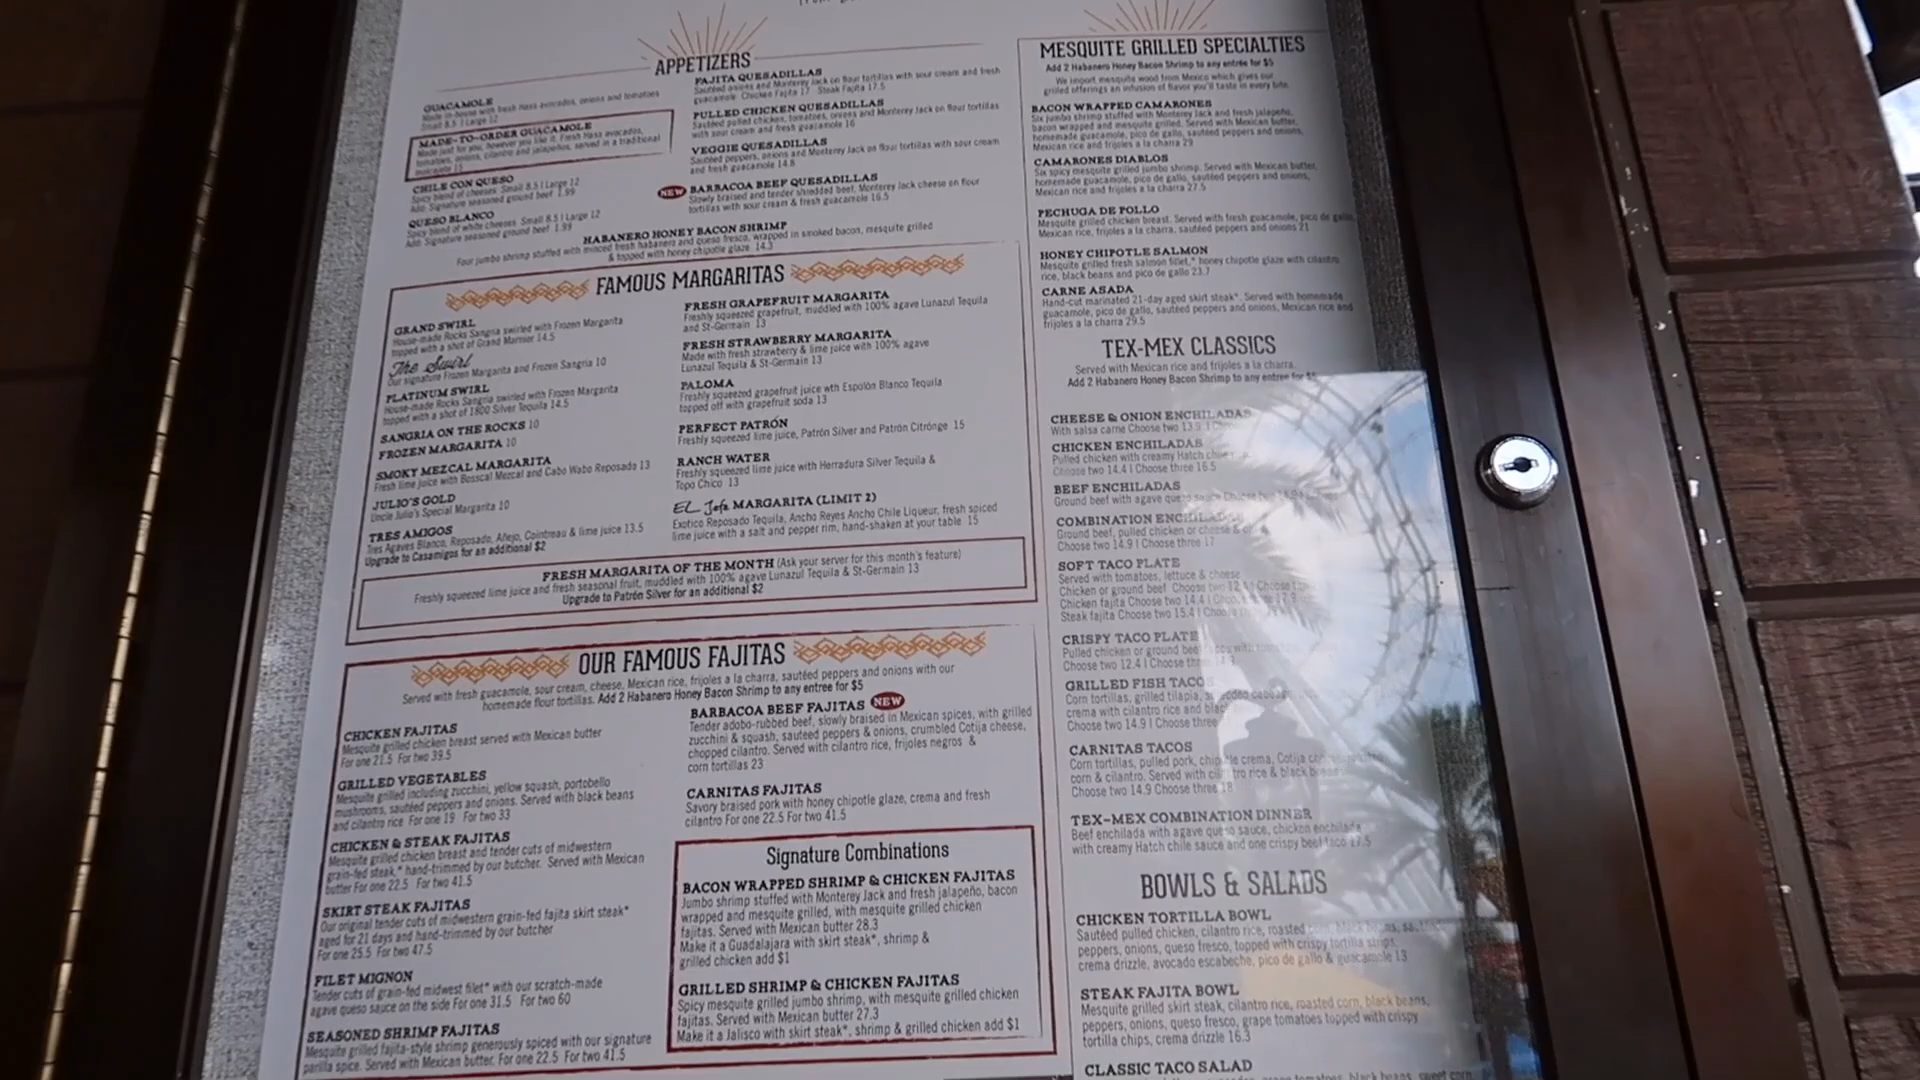 APPETIZERS
GUACAMOLE
Made in-house with fresh Hass avocados, onions and tomatoes
Small 8.5 | Large 12
MADE-TO-ORDER GUACAMOLE
Made just for you, however you like it. Fresh Hass avocado,
tomatoes, onions, cilantro and jalapeños, served in a traditional
molcajete 15
CHILE CON QUESO
Spicy blend of cheeses. Small 8.5 | Large 12
Add: Signature seasoned ground beef 1.99
QUESO BLANCO
Spicy blend of white cheeses. Small 8.5 | Large 12
Add: Signature seasoned ground beef 1.99
FAJITA QUESADILLAS
Sautéed onions and Monterey Jack on flour tortillas with sour cream and fresh
guacamole Chicken Fajita 17 Steak Fajita 17.5
PULLED CHICKEN QUESADILLAS
Sautéed pulled chicken, tomatoes, onions and Monterey Jack on flour tortillas
with sour cream and fresh guacamole 16
VEGGIE QUESADILLAS
Sautéed peppers, onions and Monterey Jack on flour tortillas with sour cream
and fresh guacamole 14.8
NEW BARBACOA BEEF QUESADILLAS
Slowly braised and tender shredded beef, Monterey Jack cheese on flour
tortillas with sour cream & fresh guacamole 16.5
HABANERO HONEY BACON SHRIMP
Four jumbo shrimp stuffed with minced fresh habanero and queso fresco, wrapped in smoked bacon, mesquite grilled
& topped with honey chipotle glaze 14.3
FAMOUS MARGARITAS
GRAND SWIRL
House-made Rocks Sangria swirled with Frozen Margarita
topped with a shot of Grand Marnier 14.5
The Swirl
Our signature Frozen Margarita and Frozen Sangria 10
PLATINUM SWIRL
House-made Rocks Sangria swirled with Frozen Margarita
topped with a shot of 1800 Silver Tequila 14.5
SANGRIA ON THE ROCKS 10
FROZEN MARGARITA 10
SMOKY MEZCAL MARGARITA
Fresh lime juice with Bosscal Mezcal and Cabo Wabo Reposado 13
JULIO'S GOLD
Uncle Julio's Special Margarita 10
TRES AMIGOS
Tres Agaves Blanco, Reposado, Añejo, Cointreau & lime juice 13.5
Upgrade to Casamigos for an additional $2
FRESH GRAPEFRUIT MARGARITA
Freshly squeezed grapefruit, muddled with 100% agave Lunazul Tequila
and St-Germain 13
FRESH STRAWBERRY MARGARITA
Made with fresh strawberry & lime juice with 100% agave
Lunazul Tequila & St-Germain 13
PALOMA
Freshly squeezed grapefruit juice wth Espolón Blanco Tequila
topped off with grapefruit soda 13
PERFECT PATRÓN
Freshly squeezed lime juice, Patrón Silver and Patrón Citrónge 15
RANCH WATER
Freshly squeezed lime juice with Herradura Silver Tequila &
Topo Chico 13
EL Jefe MARGARITA (LIMIT 2)
Exotico Reposado Tequila, Ancho Reyes Ancho Chile Liqueur, fresh spiced
lime juice with a salt and pepper rim, hand-shaken at your table 15
FRESH MARGARITA OF THE MONTH (Ask your server for this month's feature)
Freshly squeezed lime juice and fresh seasonal fruit, muddled with 100% agave Lunazul Tequila & St-Germain 13
Upgrade to Patrón Silver for an additional $2
OUR FAMOUS FAJITAS
Served with fresh guacamole, sour cream, cheese, Mexican rice, frijoles a la charra, sautéed peppers and onions with our
homemade flour tortillas. Add 2 Habanero Honey Bacon Shrimp to any entree for $5
CHICKEN FAJITAS
Mesquite grilled chicken breast served with Mexican butter
For one 21.5 For two 39.5
GRILLED VEGETABLES
Mesquite grilled including zucchini, yellow squash, portobello
mushrooms, sautéed peppers and onions. Served with black beans
and cilantro rice For one 19 For two 33
CHICKEN & STEAK FAJITAS
Mesquite grilled chicken breast and tender cuts of midwestern
grain-fed steak,* hand-trimmed by our butcher. Served with Mexican
butter For one 22.5 For two 41.5
SKIRT STEAK FAJITAS
Our original tender cuts of midwestern grain-fed fajita skirt steak*
aged for 21 days and hand-trimmed by our butcher
For one 25.5 For two 47.5
FILET MIGNON
Tender cuts of grain-fed midwest filet* with our scratch-made
agave queso sauce on the side For one 31.5 For two 60
SEASONED SHRIMP FAJITAS
Mesquite grilled fajita-style shrimp generously spiced with our signature
parilla spice. Served with Mexican butter. For one 22.5 For two 41.5
BARBACOA BEEF FAJITAS NEW
Tender adobo-rubbed beef, slowly braised in Mexican spices, with grilled
zucchini & squash, sautéed peppers & onions, crumbled Cotija cheese,
chopped cilantro. Served with cilantro rice, frijoles negros &
corn tortillas 23
CARNITAS FAJITAS
Savory braised pork with honey chipotle glaze, crema and fresh
cilantro For one 22.5 For two 41.5
Signature Combinations
BACON WRAPPED SHRIMP & CHICKEN FAJITAS
Jumbo shrimp stuffed with Monterey Jack and fresh jalapeño, bacon
wrapped and mesquite grilled, with mesquite grilled chicken
fajitas. Served with Mexican butter 28.3
Make it a Guadalajara with skirt steak*, shrimp &
grilled chicken add $1
GRILLED SHRIMP & CHICKEN FAJITAS
Spicy mesquite grilled jumbo shrimp, with mesquite grilled chicken
fajitas. Served with Mexican butter 27.3
Make it a Jalisco with skirt steak*, shrimp & grilled chicken add $1
MESQUITE GRILLED SPECIALTIES
Add 2 Habanero Honey Bacon Shrimp to any entrée for $5
We import mesquite wood from Mexico which gives our
grilled offerings an infusion of flavor you'll taste in every bite.
BACON WRAPPED CAMARONES
Six jumbo shrimp stuffed with Monterey Jack and fresh jalapeño,
bacon wrapped and mesquite grilled. Served with Mexican butter,
homemade guacamole, pico de gallo, sautéed peppers and onions,
Mexican rice and frijoles a la charra 29
CAMARONES DIABLOS
Six spicy mesquite grilled jumbo shrimp. Served with Mexican butter,
homemade guacamole, pico de gallo, sautéed peppers and onions,
Mexican rice and frijoles a la charra 27.5
PECHUGA DE POLLO
Mesquite grilled chicken breast. Served with fresh guacamole, pico de gallo,
Mexican rice, frijoles a la charra, sautéed peppers and onions 21
HONEY CHIPOTLE SALMON
Mesquite grilled fresh salmon fillet,* honey chipotle glaze with cilantro
rice, black beans and pico de gallo 23.7
CARNE ASADA
Hand-cut marinated 21-day aged skirt steak*. Served with homemade
guacamole, pico de gallo, sautéed peppers and onions, Mexican rice and
frijoles a la charra 29.5
TEX-MEX CLASSICS
Served with Mexican rice and frijoles a la charra.
Add 2 Habanero Honey Bacon Shrimp to any entree for $5
CHEESE & ONION ENCHILADAS
With salsa carne Choose two 13.9
CHICKEN ENCHILADAS
Pulled chicken with creamy Hatch
Choose two 14.4 | Choose three 16.5
BEEF ENCHILADAS
Ground beef with agave queso sauce
COMBINATION ENCHILADAS
Ground beef, pulled chicken or cheese &
Choose two 14.9 | Choose three 17
SOFT TACO PLATE
Served with tomatoes, lettuce & cheese
Chicken or ground beef Choose two
Chicken fajita Choose two 14.4 |
Steak fajita Choose two 15.4 |
CRISPY TACO PLATE
Pulled chicken or ground beef
Choose two 12.4 | Choose three
GRILLED FISH TACOS
Corn tortillas, grilled tilapia,
crema with cilantro rice and black
Choose two 14.9 | Choose three
CARNITAS TACOS
Corn tortillas, pulled pork, chipotle crema, Cotija
corn & cilantro. Served with cilantro rice & black beans
Choose two 14.9 Choose three 18
TEX-MEX COMBINATION DINNER
Beef enchilada with agave queso sauce, chicken enchilada
with creamy Hatch chile sauce and one crispy beef taco 17.5
BOWLS & SALADS
CHICKEN TORTILLA BOWL
Sautéed pulled chicken, cilantro rice, roasted corn, black beans,
peppers, onions, queso fresco, topped with crispy tortilla strips,
crema drizzle, avocado escabeche, pico de gallo & guacamole 13
STEAK FAJITA BOWL
Mesquite grilled skirt steak, cilantro rice, roasted corn, black beans,
peppers, onions, queso fresco, grape tomatoes topped with crispy
tortilla chips, crema drizzle 16.3
CLASSIC TACO SALAD